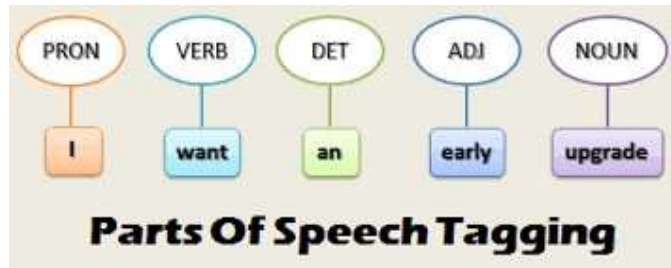 PRON VERB DET ADJ NOUN
I want an early upgrade
Parts Of Speech Tagging